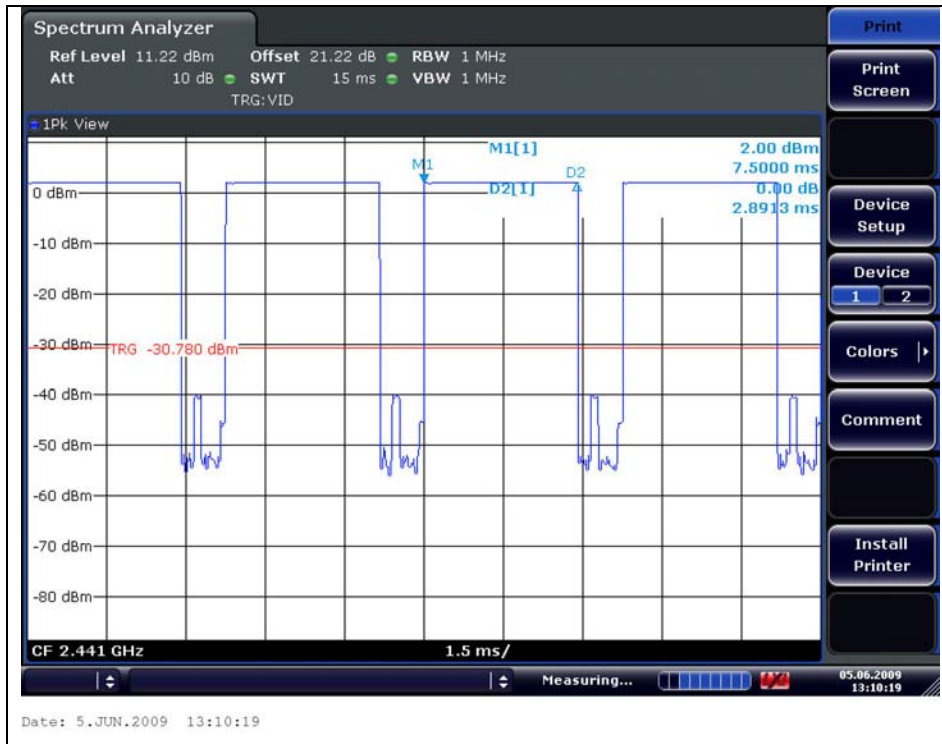 Spectrum Analyzer
Ref Level 11.22 dBm Offset 21.22 dB RBW 1 MHz
Att 10 dB SWT 15 ms VBW 1 MHz
TRG:VID
1Pk View
M1[1] 2.00 dBm
7.5000 ms
D2[1] 0.00 dB
2.8913 ms
M1
D2
0 dBm
-10 dBm
-20 dBm
-30 dBm
TRG -30.780 dBm
-40 dBm
-50 dBm
-60 dBm
-70 dBm
-80 dBm
CF 2.441 GHz 1.5 ms/
Measuring...
LXI
05.06.2009
13:10:19
Print
Print
Screen
Device
Setup
Device
1 2
Colors
Comment
Install
Printer
Date: 5.JUN.2009 13:10:19